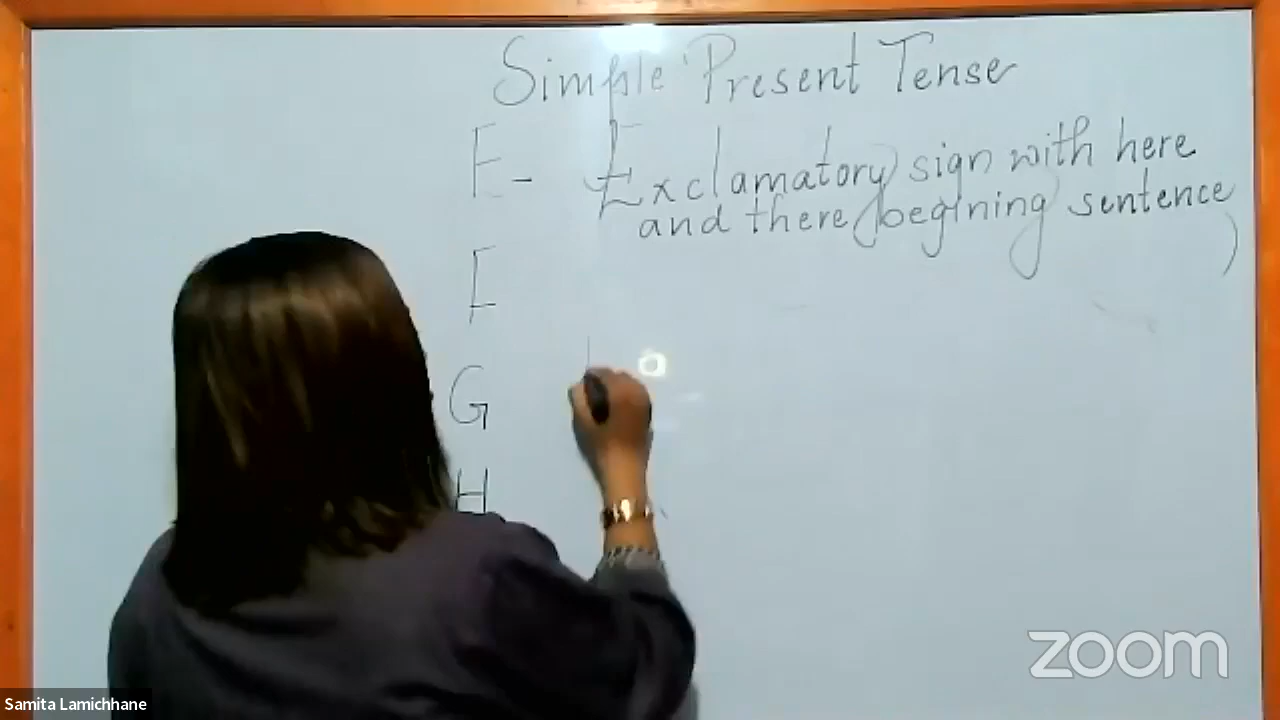 Simple Present Tense
E - Exclamatory sign with here
and there (begining sentence)
G
H
zoom
Samita Lamichhane